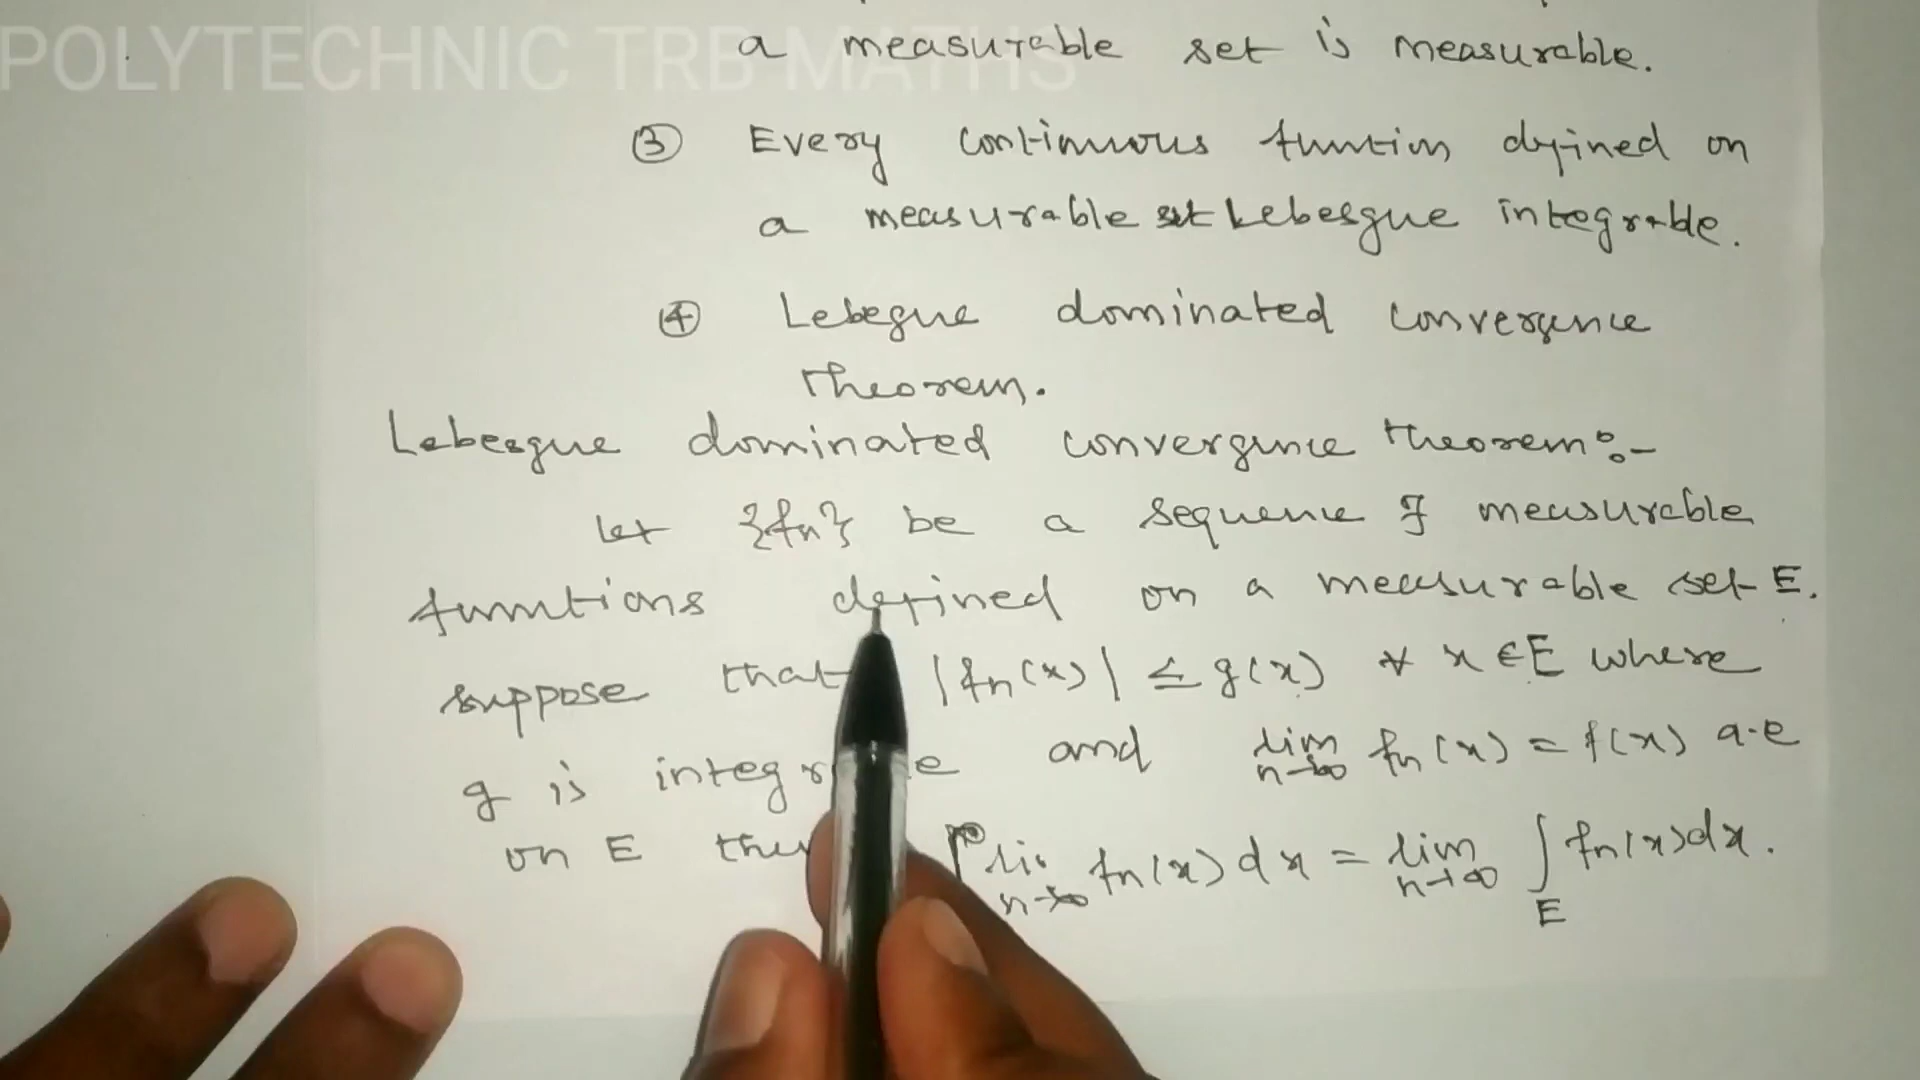 POLYTECHNIC TRB MATHS
a measurable set is measurable.
③ Every continuous function defined on
a measurable set Lebesgue integrable.
④ Lebegue dominated convergence
theorem.
Lebesgue dominated convergence theorem:-
Let {fn} be a sequence of measurable
functions defined on a measurable set E.
suppose that |fn(x)| ≤ g(x) ∀ x ∈ E where
g is and lim n→∞ fn(x) = f(x) a.e
on E ∫ lim n→∞ fn(x) dx = lim n→∞ ∫E fn(x) dx.